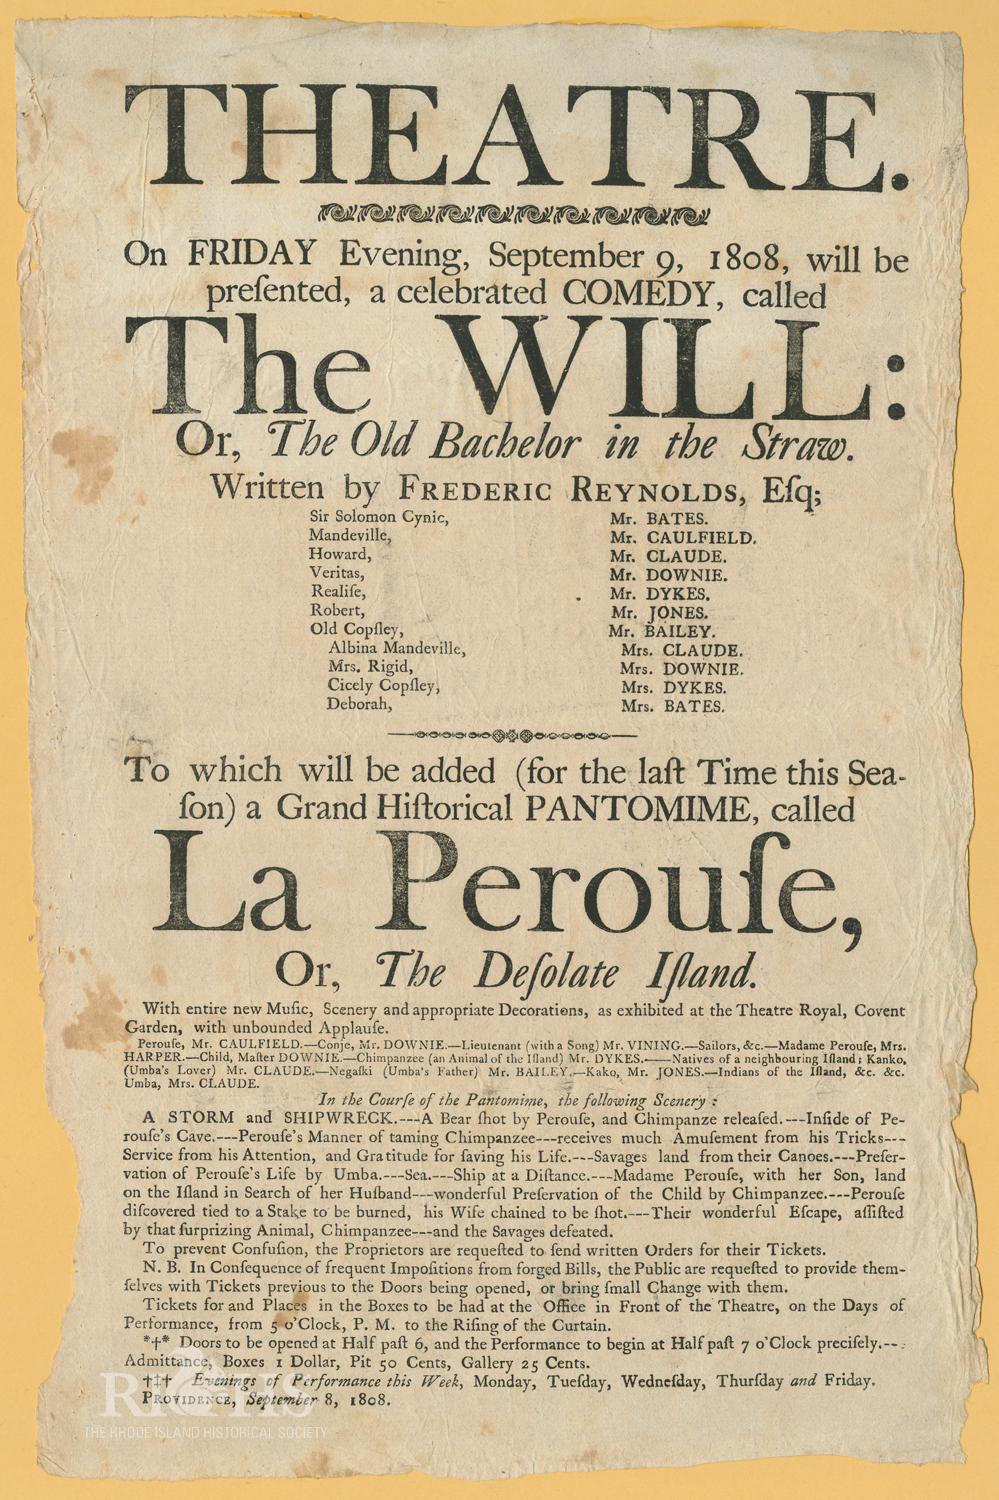 THEATRE.
On FRIDAY Evening, September 9, 1808, will be
preſented, a celebrated COMEDY, called
The WILL:
Or, The Old Bachelor in the Straw.
Written by FREDERIC REYNOLDS, Eſq;
Sir Solomon Cynic, Mr. BATES.
Mandeville, Mr. CAULFIELD.
Howard, Mr. CLAUDE.
Veritas, Mr. DOWNIE.
Realiſe, Mr. DYKES.
Robert, Mr. JONES.
Old Copſley, Mr. BAILEY.
Albina Mandeville, Mrs. CLAUDE.
Mrs. Rigid, Mrs. DOWNIE.
Cicely Copſley, Mrs. DYKES.
Deborah, Mrs. BATES.
To which will be added (for the laſt Time this Sea-
ſon) a Grand Hiſtorical PANTOMIME, called
La Perouſe,
Or, The Deſolate Iſland.
With entire new Muſic, Scenery and appropriate Decorations, as exhibited at the Theatre Royal, Covent
Garden, with unbounded Applauſe.
Perouſe, Mr. CAULFIELD.—Conje, Mr. DOWNIE.—Lieutenant (with a Song) Mr. VINING.—Sailors, &c.—Madame Perouſe, Mrs.
HARPER.—Child, Maſter DOWNIE.—Chimpanzee (an Animal of the Iſland) Mr. DYKES.——Natives of a neighbouring Iſland; Kanko,
(Umba's Lover) Mr. CLAUDE.—Negaſki (Umba's Father) Mr. BAILEY.—Kako, Mr. JONES.—Indians of the Iſland, &c. &c.
Umba, Mrs. CLAUDE.
In the Courſe of the Pantomime, the following Scenery:
A STORM and SHIPWRECK.---A Bear ſhot by Perouſe, and Chimpanze releaſed.---Inſide of Pe-
rouſe's Cave.---Perouſe's Manner of taming Chimpanzee---receives much Amuſement from his Tricks---
Service from his Attention, and Gratitude for ſaving his Life.---Savages land from their Canoes.---Preſer-
vation of Perouſe's Life by Umba.---Sea.---Ship at a Diſtance.---Madame Perouſe, with her Son, land
on the Iſland in Search of her Huſband---wonderful Preſervation of the Child by Chimpanzee.---Perouſe
diſcovered tied to a Stake to be burned, his Wife chained to be ſhot.---Their wonderful Eſcape, aſſiſted
by that ſurprizing Animal, Chimpanzee---and the Savages defeated.
To prevent Confuſion, the Proprietors are requeſted to ſend written Orders for their Tickets.
N. B. In Conſequence of frequent Impoſitions from forged Bills, the Public are requeſted to provide them-
ſelves with Tickets previous to the Doors being opened, or bring ſmall Change with them.
Tickets for and Places in the Boxes to be had at the Office in Front of the Theatre, on the Days of
Performance, from 5 o'Clock, P. M. to the Riſing of the Curtain.
*†* Doors to be opened at Half paſt 6, and the Performance to begin at Half paſt 7 o'Clock preciſely.---
Admittance, Boxes 1 Dollar, Pit 50 Cents, Gallery 25 Cents.
†‡† Evenings of Performance this Week, Monday, Tueſday, Wedneſday, Thurſday and Friday.
PROVIDENCE, September 8, 1808.
RIHS
THE RHODE ISLAND HISTORICAL SOCIETY